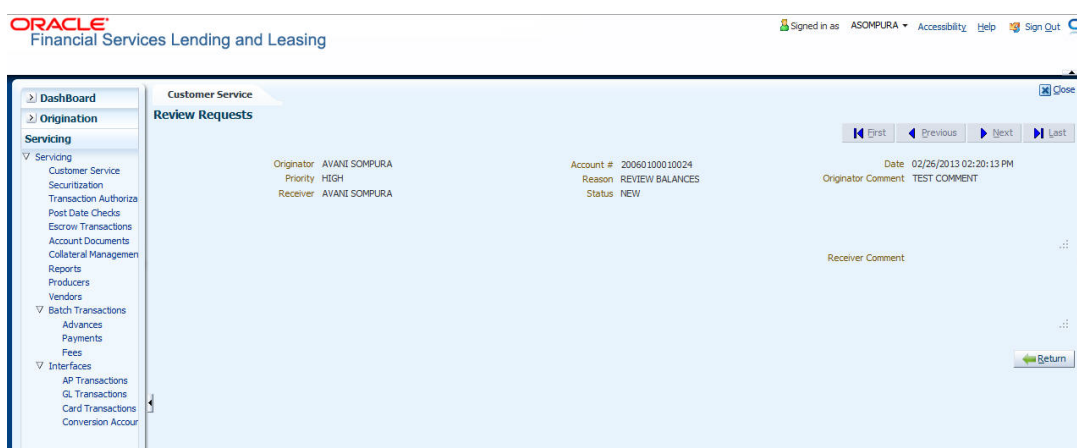 ORACLE
Financial Services Lending and Leasing
Signed in as ASOMPURA Accessibility Help Sign Out
DashBoard
Origination
Servicing
Servicing
Customer Service
Securitization
Transaction Authoriza
Post Date Checks
Escrow Transactions
Account Documents
Collateral Managemen
Reports
Producers
Vendors
Batch Transactions
Advances
Payments
Fees
Interfaces
AP Transactions
GL Transactions
Card Transactions
Conversion Accour
Customer Service
Close
Review Requests
First Previous Next Last
Originator AVANI SOMPURA
Priority HIGH
Receiver AVANI SOMPURA
Account # 20060100010024
Reason REVIEW BALANCES
Status NEW
Date 02/26/2013 02:20:13 PM
Originator Comment TEST COMMENT
Receiver Comment
Return